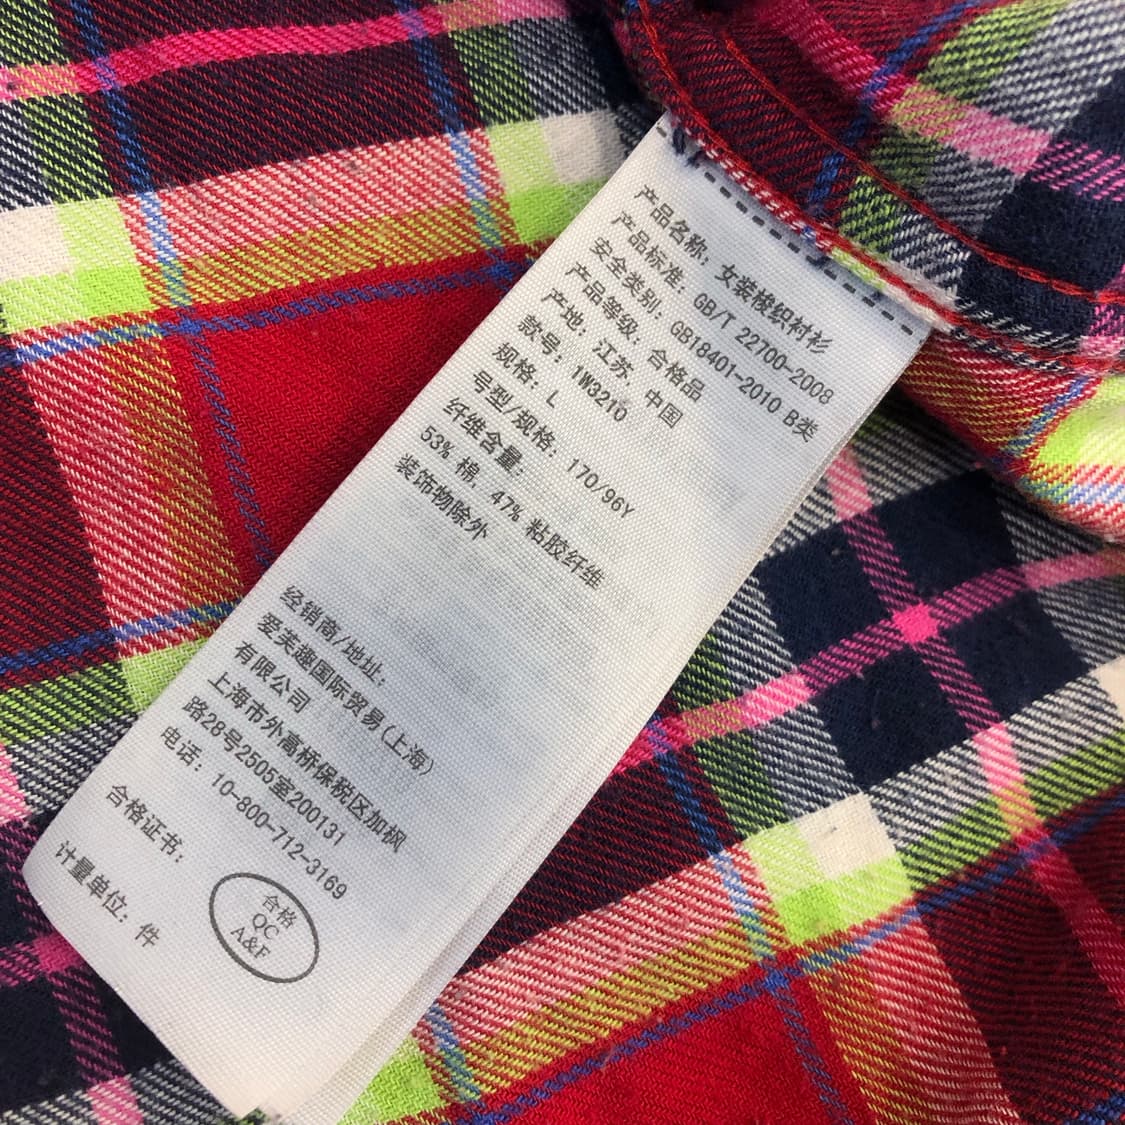 产品名称: 女装梭织衬衫
产品标准: GB/T 22700-2008
安全类别: GB18401-2010 B类
产品等级: 合格品
产地: 江苏, 中国
款号: 1W3210
规格: L
号型/规格: 170/96Y
纤维含量:
53% 棉, 47% 粘胶纤维
装饰物除外
经销商/地址:
爱芙趣国际贸易(上海)
有限公司
上海市外高桥保税区加枫
路28号2505室200131
电话: 10-800-712-3169
合格证书:
合格
QC
A&F
计量单位: 件